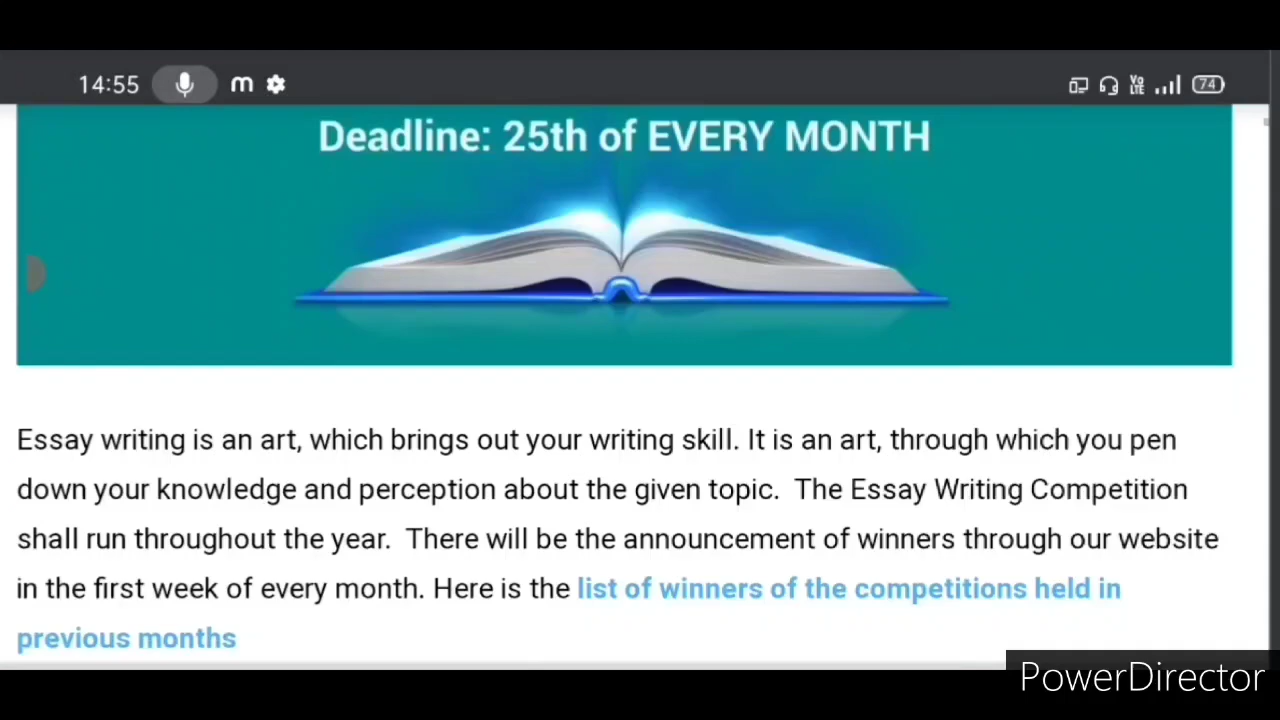 14:55 m Vo LTE 74
Deadline: 25th of EVERY MONTH
Essay writing is an art, which brings out your writing skill. It is an art, through which you pen
down your knowledge and perception about the given topic.  The Essay Writing Competition
shall run throughout the year.  There will be the announcement of winners through our website
in the first week of every month. Here is the list of winners of the competitions held in
previous months
PowerDirector